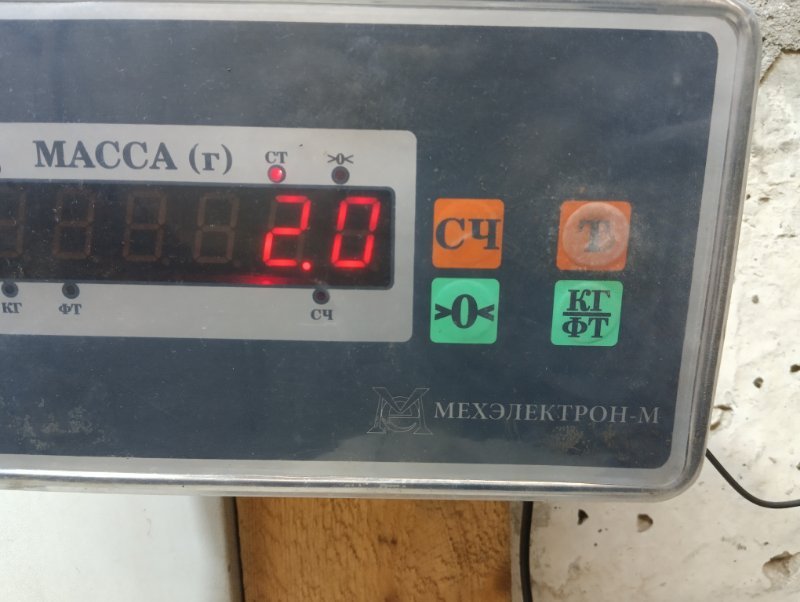 МАССА (г)
СТ
>0<
2.0
СЧ
Т
КГ
ФТ
СЧ
>0<
КГ
ФТ
МЕХЭЛЕКТРОН-М